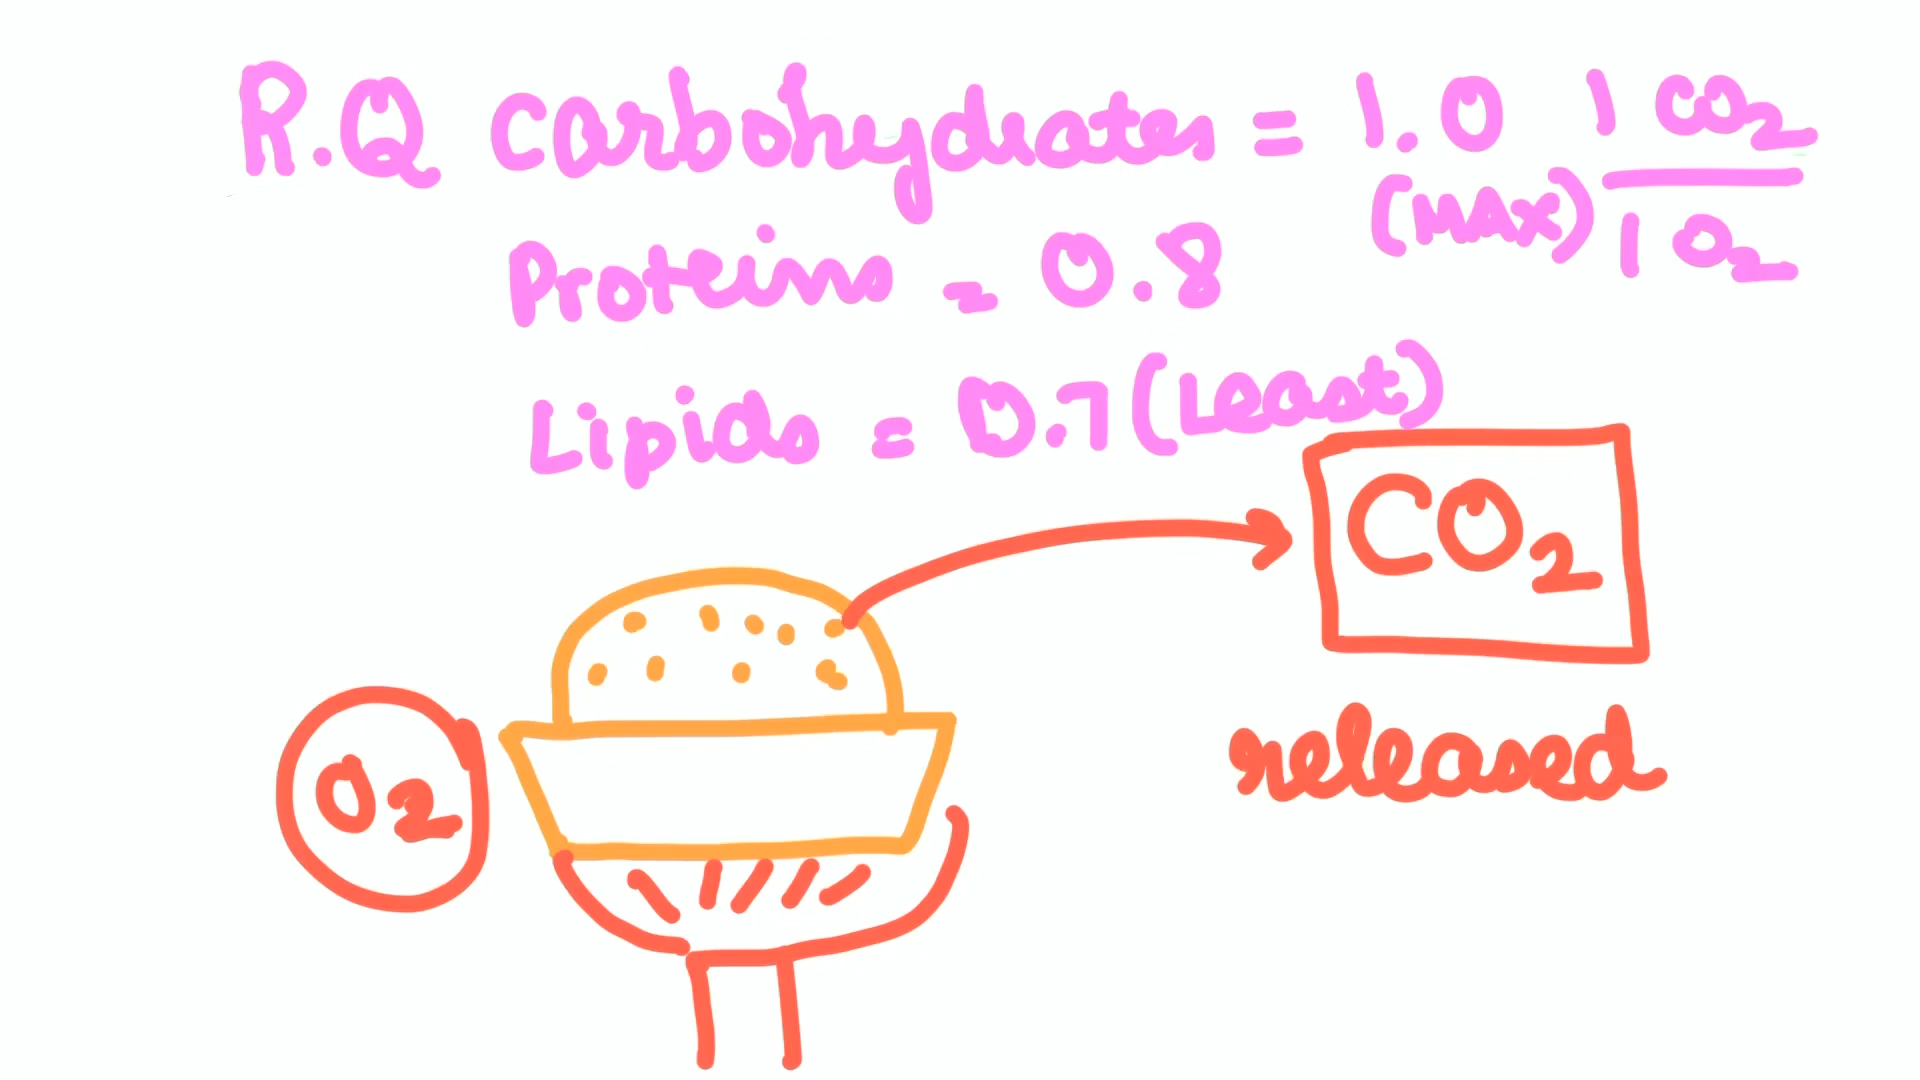 R.Q Carbohydrates = 1.0 1 CO2
(MAX) 1 O2
Proteins = 0.8
Lipids = 0.7 (Least)
CO2
O2
released